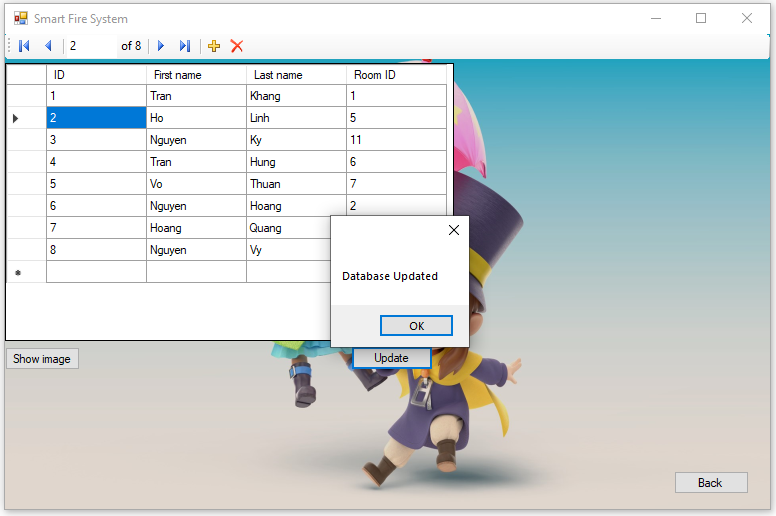 Smart Fire System
2 of 8
ID First name Last name Room ID
1 Tran Khang 1
2 Ho Linh 5
3 Nguyen Ky 11
4 Tran Hung 6
5 Vo Thuan 7
6 Nguyen Hoang 2
7 Hoang Quang
8 Nguyen Vy
Database Updated
OK
Show image
Update
Back